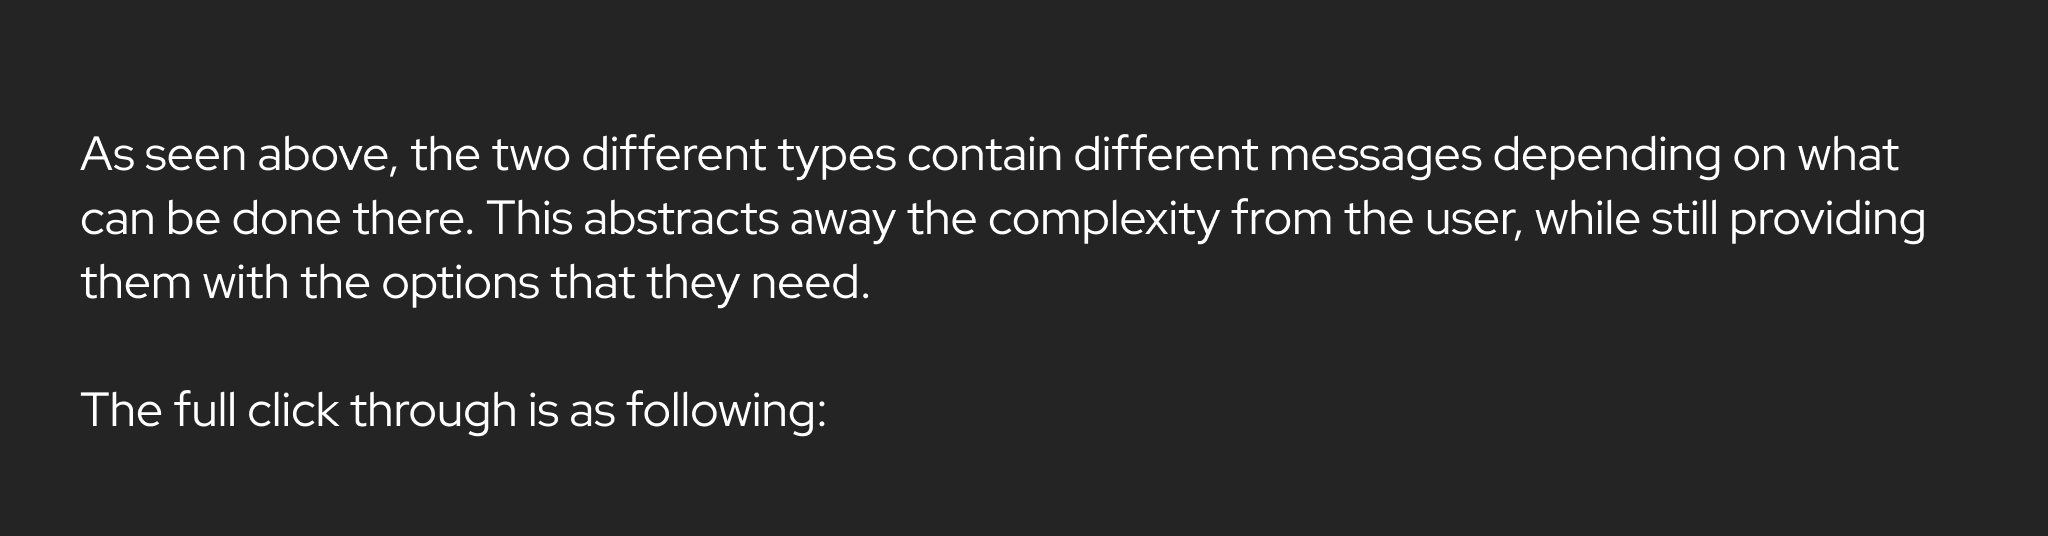 As seen above, the two different types contain different messages depending on what
can be done there. This abstracts away the complexity from the user, while still providing
them with the options that they need.
The full click through is as following: